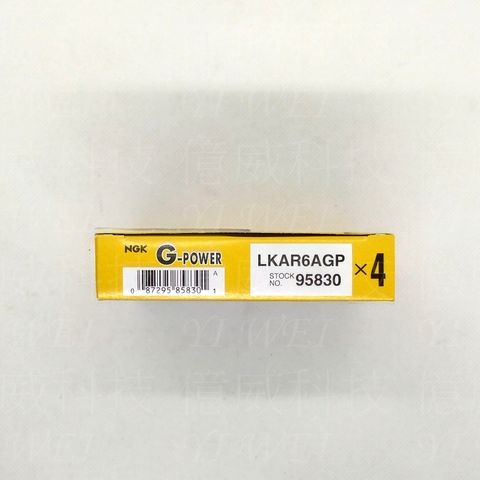 NGK G-POWER
A
0 87295 85830 1
LKAR6AGP
STOCK NO. 95830
×4
億威科技
YI WEI